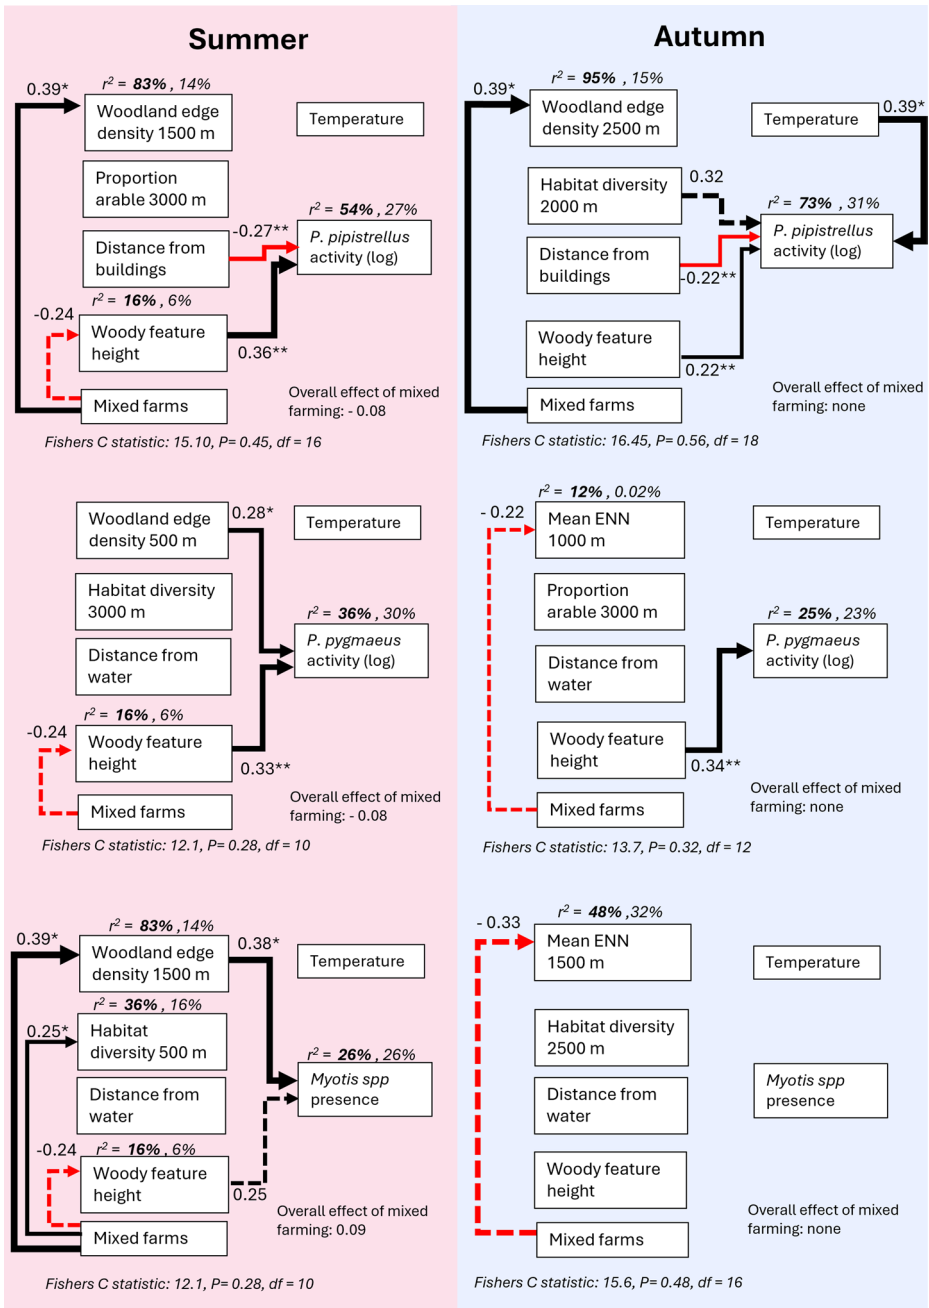 Summer
r² = 83% , 14%
0.39*
Woodland edge
density 1500 m
Temperature
Proportion
arable 3000 m
r² = 54% , 27%
-0.27**
P. pipistrellus
activity (log)
Distance from
buildings
r² = 16% , 6%
-0.24
Woody feature
height
0.36**
Mixed farms
Overall effect of mixed
farming: - 0.08
Fishers C statistic: 15.10, P= 0.45, df = 16
Autumn
r² = 95% , 15%
0.39*
Woodland edge
density 2500 m
Temperature
0.39*
Habitat diversity
2000 m
0.32
r² = 73% , 31%
P. pipistrellus
activity (log)
Distance from
buildings
-0.22**
Woody feature
height
0.22**
Mixed farms
Overall effect of mixed
farming: none
Fishers C statistic: 16.45, P= 0.56, df = 18
Woodland edge
density 500 m
0.28*
Temperature
Habitat diversity
3000 m
r² = 36% , 30%
P. pygmaeus
activity (log)
Distance from
water
r² = 16% , 6%
-0.24
Woody feature
height
0.33**
Mixed farms
Overall effect of mixed
farming: - 0.08
Fishers C statistic: 12.1, P= 0.28, df = 10
r² = 12% , 0.02%
- 0.22
Mean ENN
1000 m
Temperature
Proportion
arable 3000 m
r² = 25% , 23%
P. pygmaeus
activity (log)
Distance from
water
Woody feature
height
0.34**
Mixed farms
Overall effect of mixed
farming: none
Fishers C statistic: 13.7, P= 0.32, df = 12
r² = 83% ,14%
0.39*
Woodland edge
density 1500 m
0.38*
Temperature
r² = 36% , 16%
0.25*
Habitat
diversity 500 m
r² = 26% , 26%
Myotis spp
presence
Distance from
water
r² = 16% , 6%
-0.24
Woody feature
height
0.25
Mixed farms
Overall effect of mixed
farming: 0.09
Fishers C statistic: 12.1, P= 0.28, df = 10
r² = 48% ,32%
- 0.33
Mean ENN
1500 m
Temperature
Habitat diversity
2500 m
Distance from
water
Myotis spp
presence
Woody feature
height
Mixed farms
Overall effect of mixed
farming: none
Fishers C statistic: 15.6, P= 0.48, df = 16